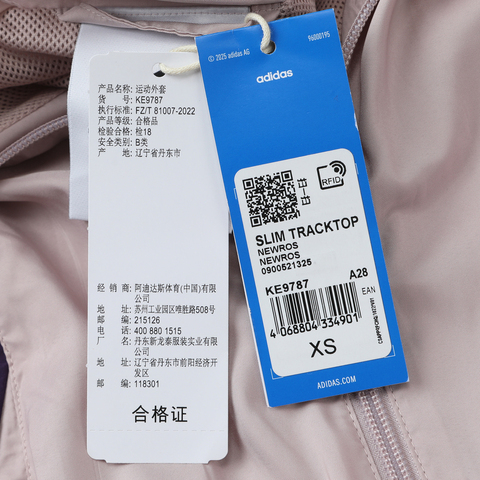 产品名称: 运动外套
货 号: KE9787
执行标准: FZ/T 81007-2022
产品等级: 合格品
检验合格: 检18
安全类别: B类
产 地: 辽宁省丹东市
经 销 商: 阿迪达斯体育(中国)有限
公司
地 址: 苏州工业园区唯胜路508号
邮 编: 215126
电 话: 400 880 1515
厂 名: 丹东新龙泰服装实业有限
公司
地 址: 辽宁省丹东市前阳经济开
发区
邮 编: 118301
合格证
© 2025 adidas AG
96000195
adidas
RFID
SLIM TRACKTOP
NEWROS
NEWROS
0900521325
KE9787 A28
EAN
4 068804 334901
XS
ADIDAS.COM